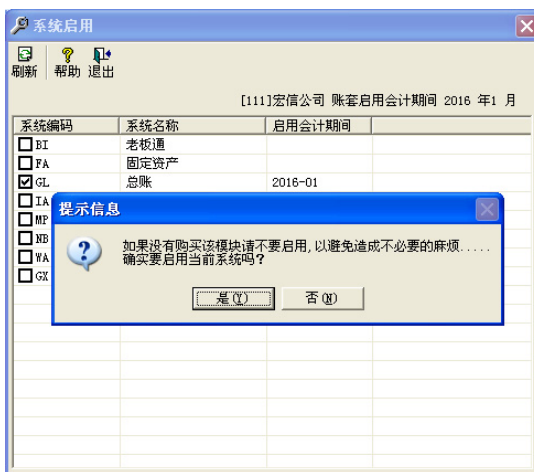 系统启用
刷新 帮助 退出
[111]宏信公司 账套启用会计期间 2016 年1 月
系统编码 系统名称 启用会计期间
BI 老板通
FA 固定资产
GL 总账 2016-01
IA
MP
NB
WA
GX
提示信息
如果没有购买该模块请不要启用,以避免造成不必要的麻烦.....
确实要启用当前系统吗?
是(Y) 否(N)